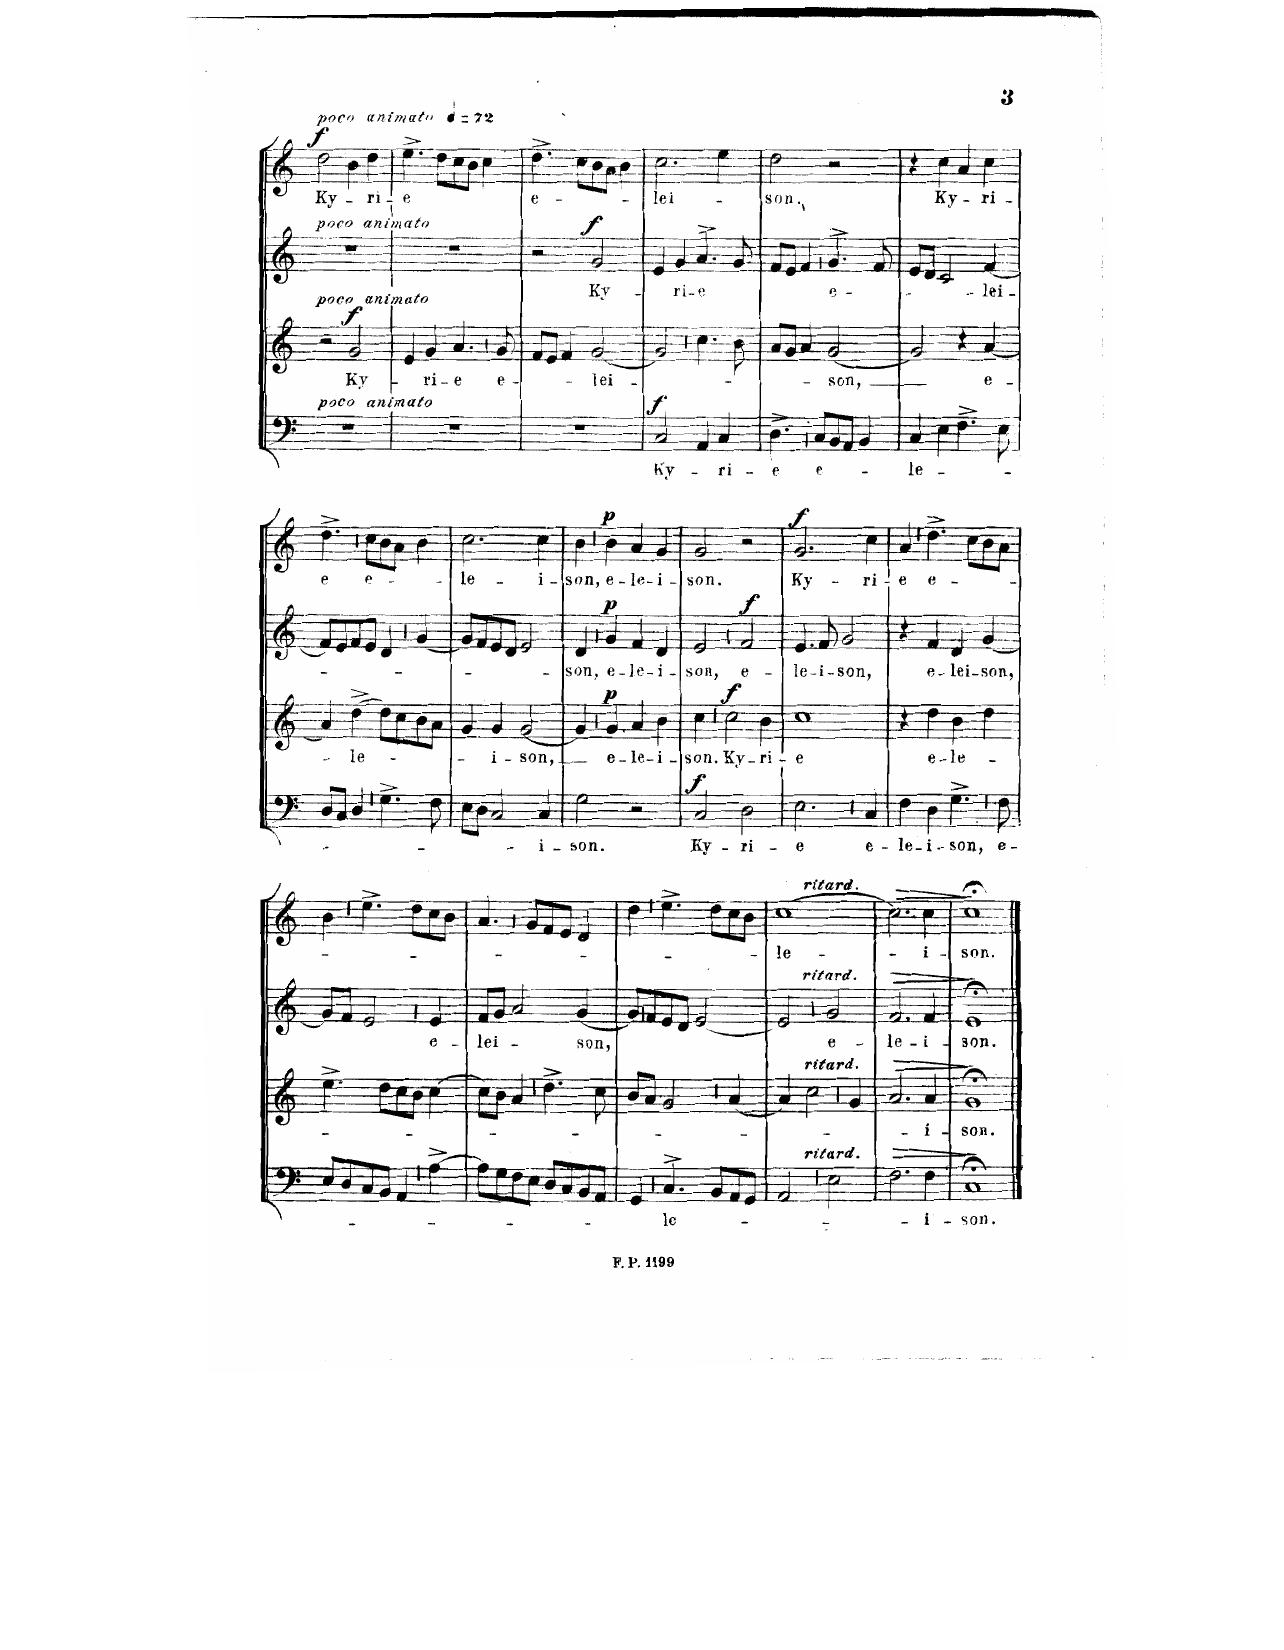 3
poco animato = 72
f
Ky - ri - e e - lei - son. Ky - ri -
poco animato
f
Ky - ri - e e - lei -
poco animato
f
Ky - ri - e e - lei - son, e -
poco animato
f
Ky - ri - e e - le -
p f
e e - le - i - son, e - le - i - son. Ky - ri - e e -
p f
son, e - le - i - son, e - le - i - son, e - lei - son,
p f
le - i - son, e - le - i - son. Ky - ri - e e - le -
f
i - son. Ky - ri - e e - le - i - son, e -
ritard.
le - i - son.
ritard.
e - lei - son, e - le - i - son.
ritard.
i - son.
ritard.
le - i - son.
F. P. 1199